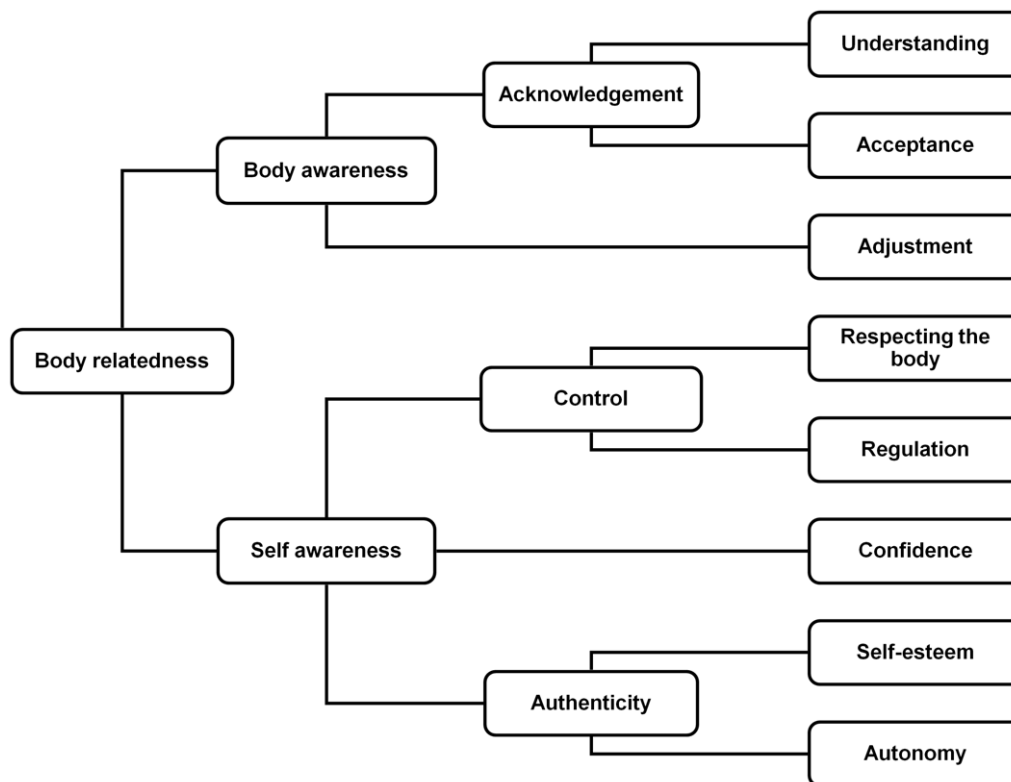 Understanding
Acknowledgement
Acceptance
Body awareness
Adjustment
Body relatedness
Respecting the
body
Control
Regulation
Self awareness
Confidence
Self-esteem
Authenticity
Autonomy